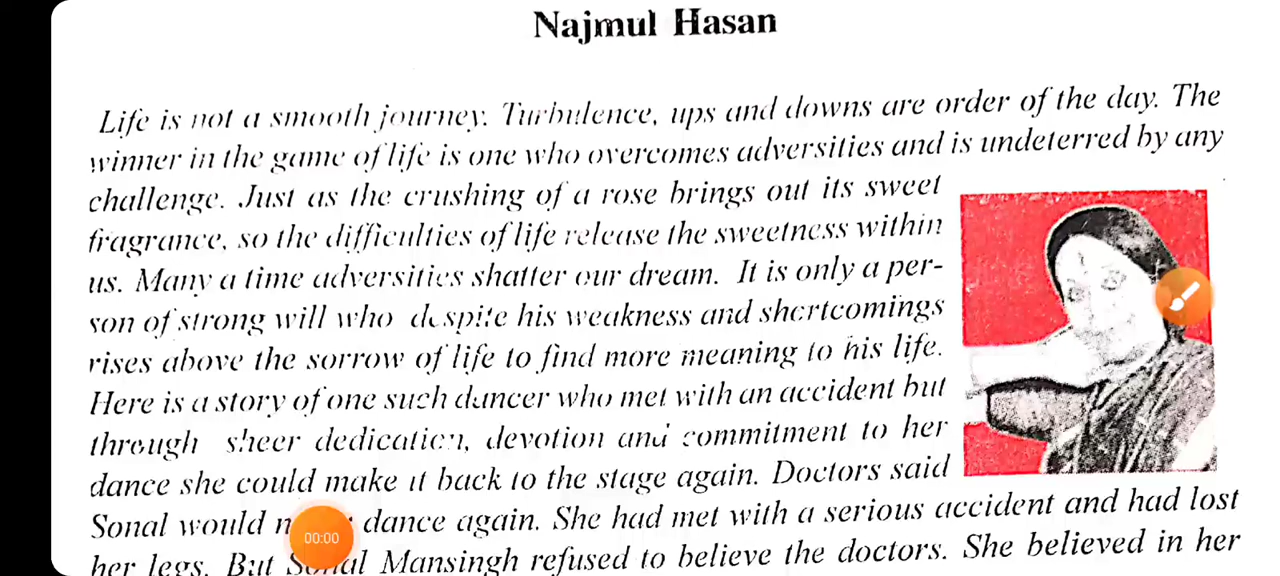 Najmul Hasan
Life is not a smooth journey. Turbulence, ups and downs are order of the day. The
winner in the game of life is one who overcomes adversities and is undeterred by any
challenge. Just as the crushing of a rose brings out its sweet
fragrance, so the difficulties of life release the sweetness within
us. Many a time adversities shatter our dream. It is only a per-
son of strong will who despite his weakness and shortcomings
rises above the sorrow of life to find more meaning to his life.
Here is a story of one such dancer who met with an accident but
through sheer dedication, devotion and commitment to her
dance she could make it back to the stage again. Doctors said
Sonal would dance again. She had met with a serious accident and had lost
her legs. But Sonal Mansingh refused to believe the doctors. She believed in her
00:00